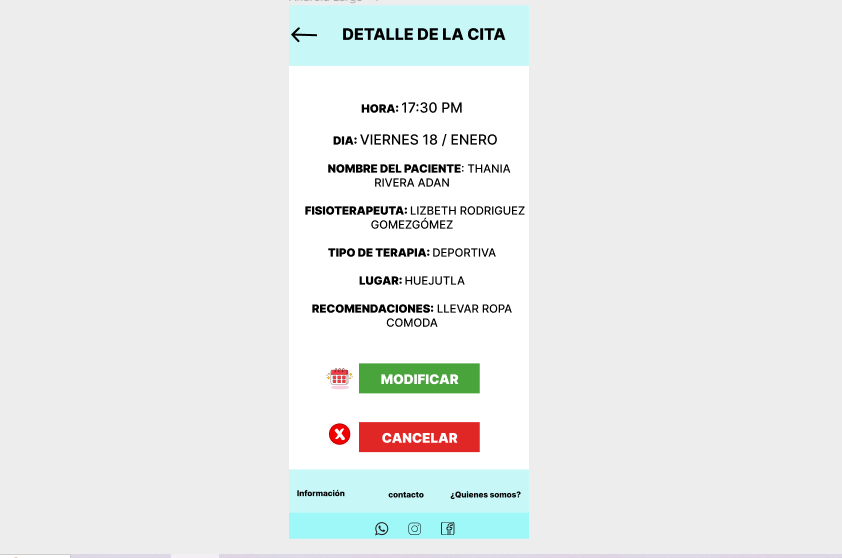 DETALLE DE LA CITA
HORA: 17:30 PM
DIA: VIERNES 18 / ENERO
NOMBRE DEL PACIENTE: THANIA
RIVERA ADAN
FISIOTERAPEUTA: LIZBETH RODRIGUEZ
GOMEZGÓMEZ
TIPO DE TERAPIA: DEPORTIVA
LUGAR: HUEJUTLA
RECOMENDACIONES: LLEVAR ROPA
COMODA
MODIFICAR
X CANCELAR
Información contacto ¿Quienes somos?